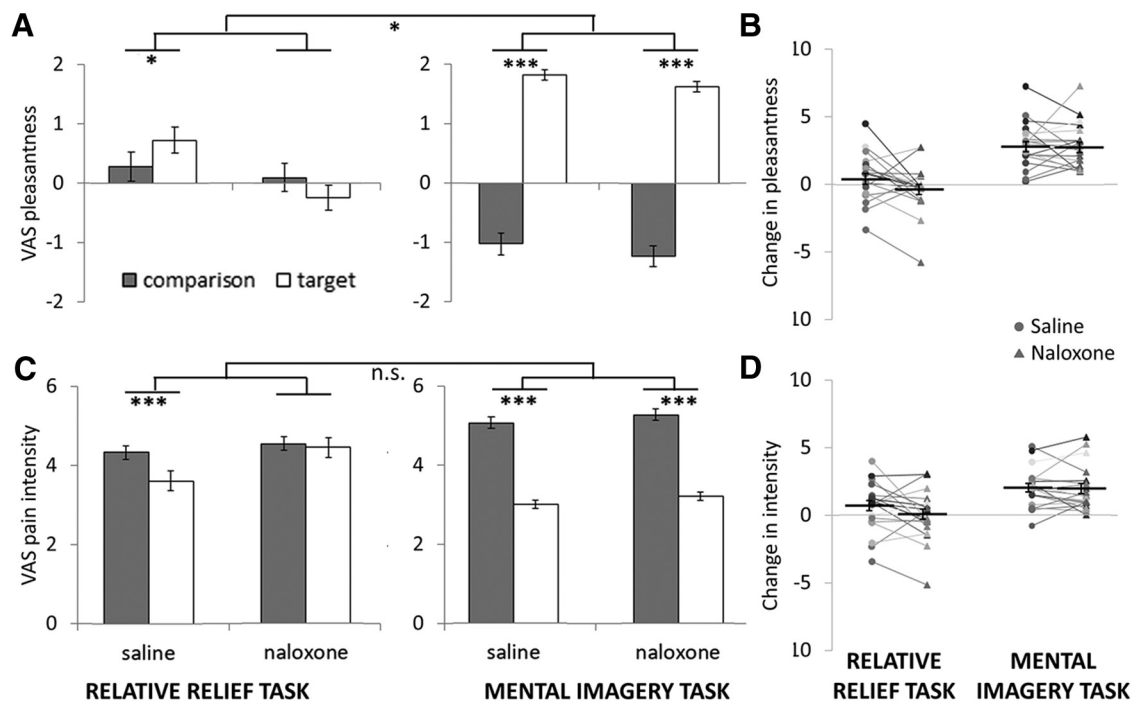 A
*
*
***
***
2
1
0
-1
-2
VAS pleasantness
comparison
target
2
1
0
-1
-2
B
10
5
0
-5
10
Change in pleasantness
Saline
Naloxone
C
n.s.
***
***
***
6
4
2
0
VAS pain intensity
saline
naloxone
RELATIVE RELIEF TASK
6
4
2
0
saline
naloxone
MENTAL IMAGERY TASK
D
10
5
0
-5
10
Change in intensity
RELATIVE
RELIEF TASK
MENTAL
IMAGERY TASK